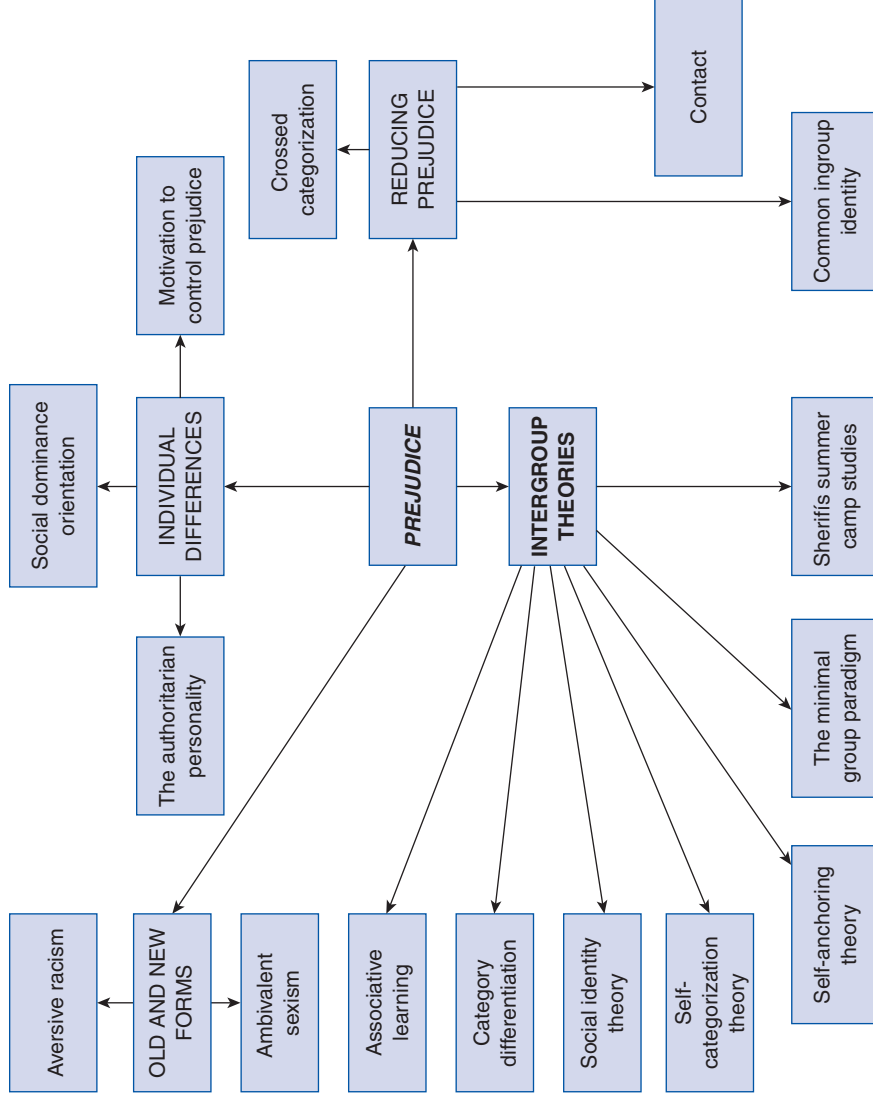 Aversive racism
Social dominance
orientation
OLD AND NEW
FORMS
The authoritarian
personality
INDIVIDUAL
DIFFERENCES
Motivation to
control prejudice
Ambivalent
sexism
Crossed
categorization
Associative
learning
PREJUDICE
REDUCING
PREJUDICE
Category
differentiation
INTERGROUP
THEORIES
Social identity
theory
Self-
categorization
theory
Contact
Self-anchoring
theory
The minimal
group paradigm
Sherifis summer
camp studies
Common ingroup
identity